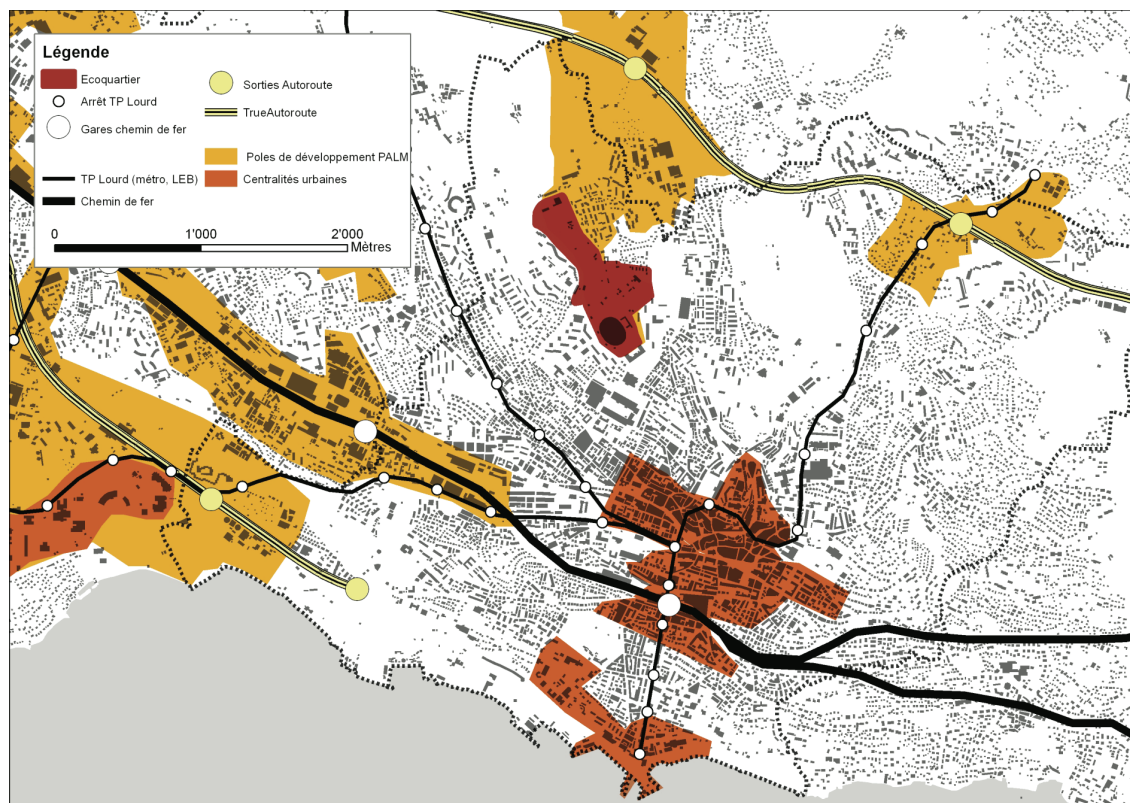 Légende
Ecoquartier
Arrêt TP Lourd
Gares chemin de fer
TP Lourd (métro, LEB)
Chemin de fer
Sorties Autoroute
TrueAutoroute
Poles de développement PALM
Centralités urbaines
0 1'000 2'000
Mètres